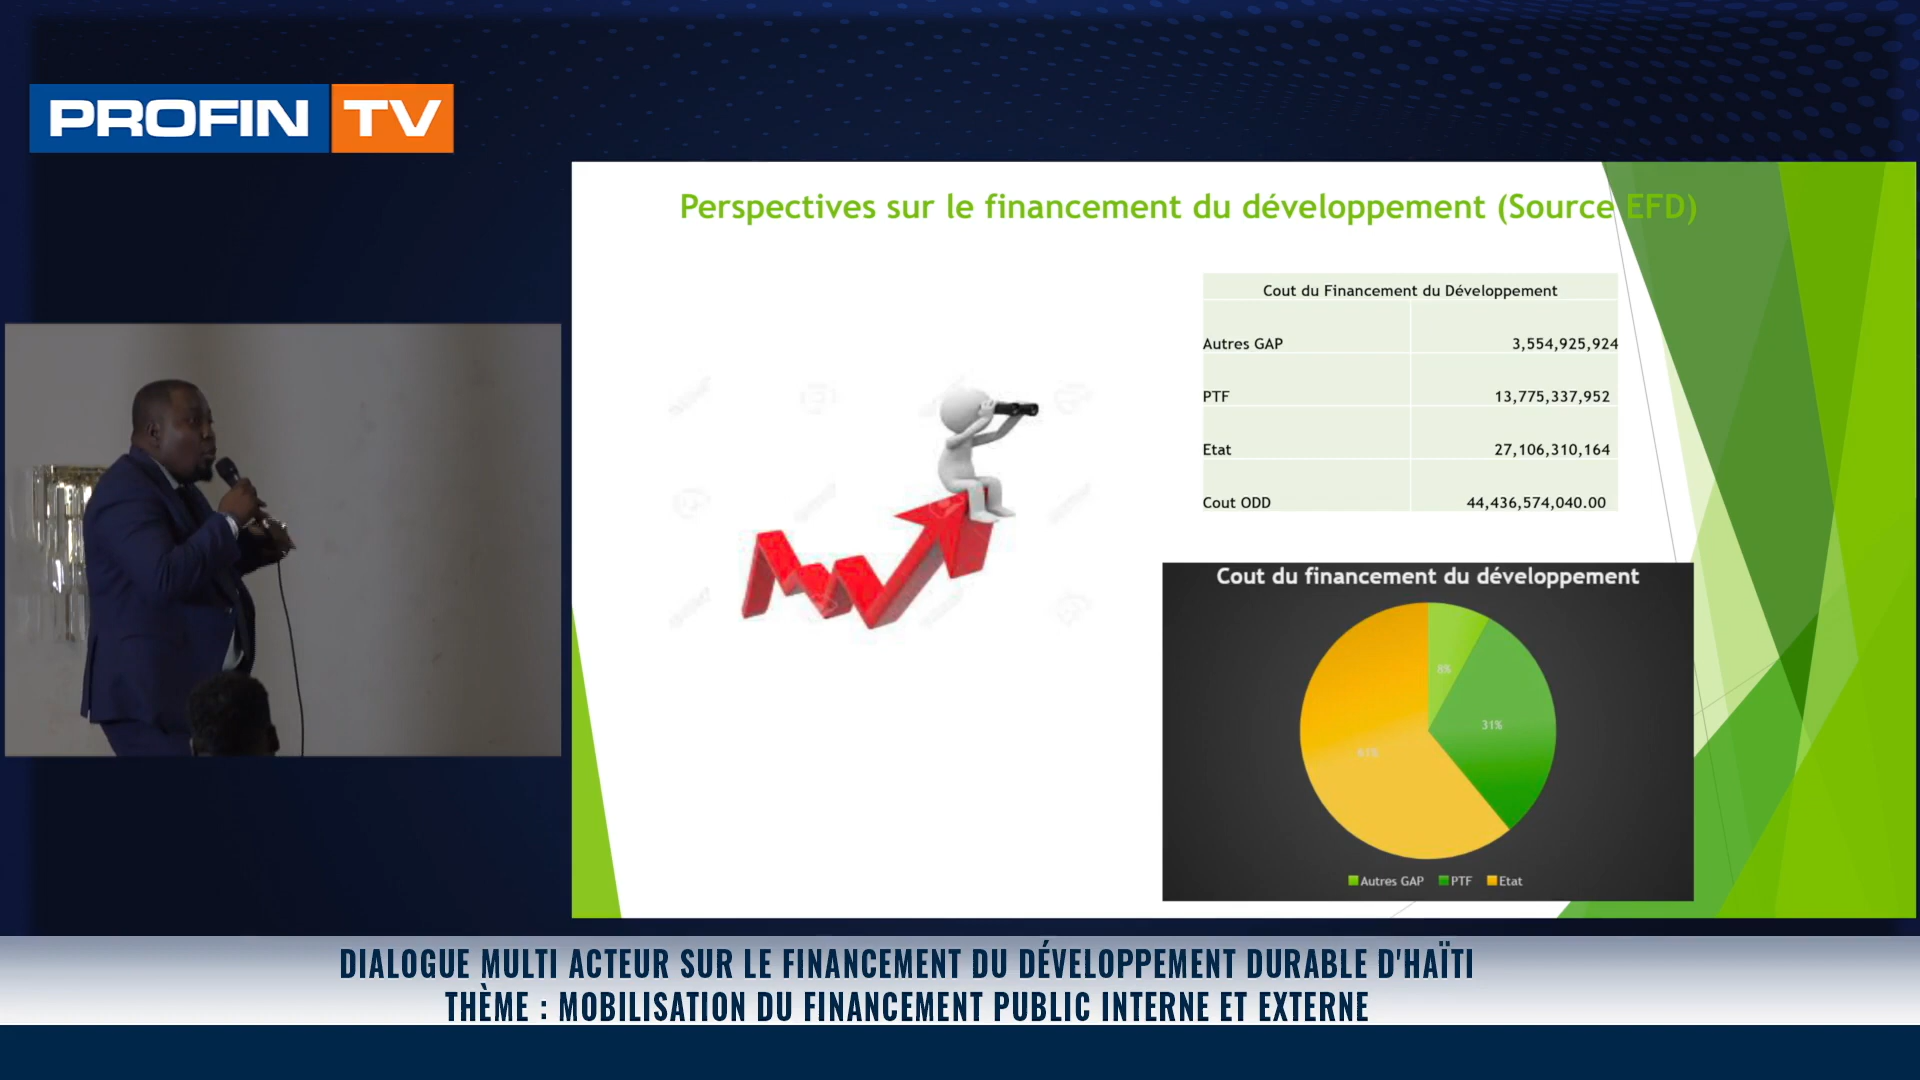 PROFIN TV
Perspectives sur le financement du développement (Source EFD)
Cout du Financement du Développement
Autres GAP 3,554,925,924
PTF 13,775,337,952
Etat 27,106,310,164
Cout ODD 44,436,574,040.00
Cout du financement du développement
8%
31%
61%
Autres GAP PTF Etat
DIALOGUE MULTI ACTEUR SUR LE FINANCEMENT DU DÉVELOPPEMENT DURABLE D'HAÏTI
THÈME : MOBILISATION DU FINANCEMENT PUBLIC INTERNE ET EXTERNE